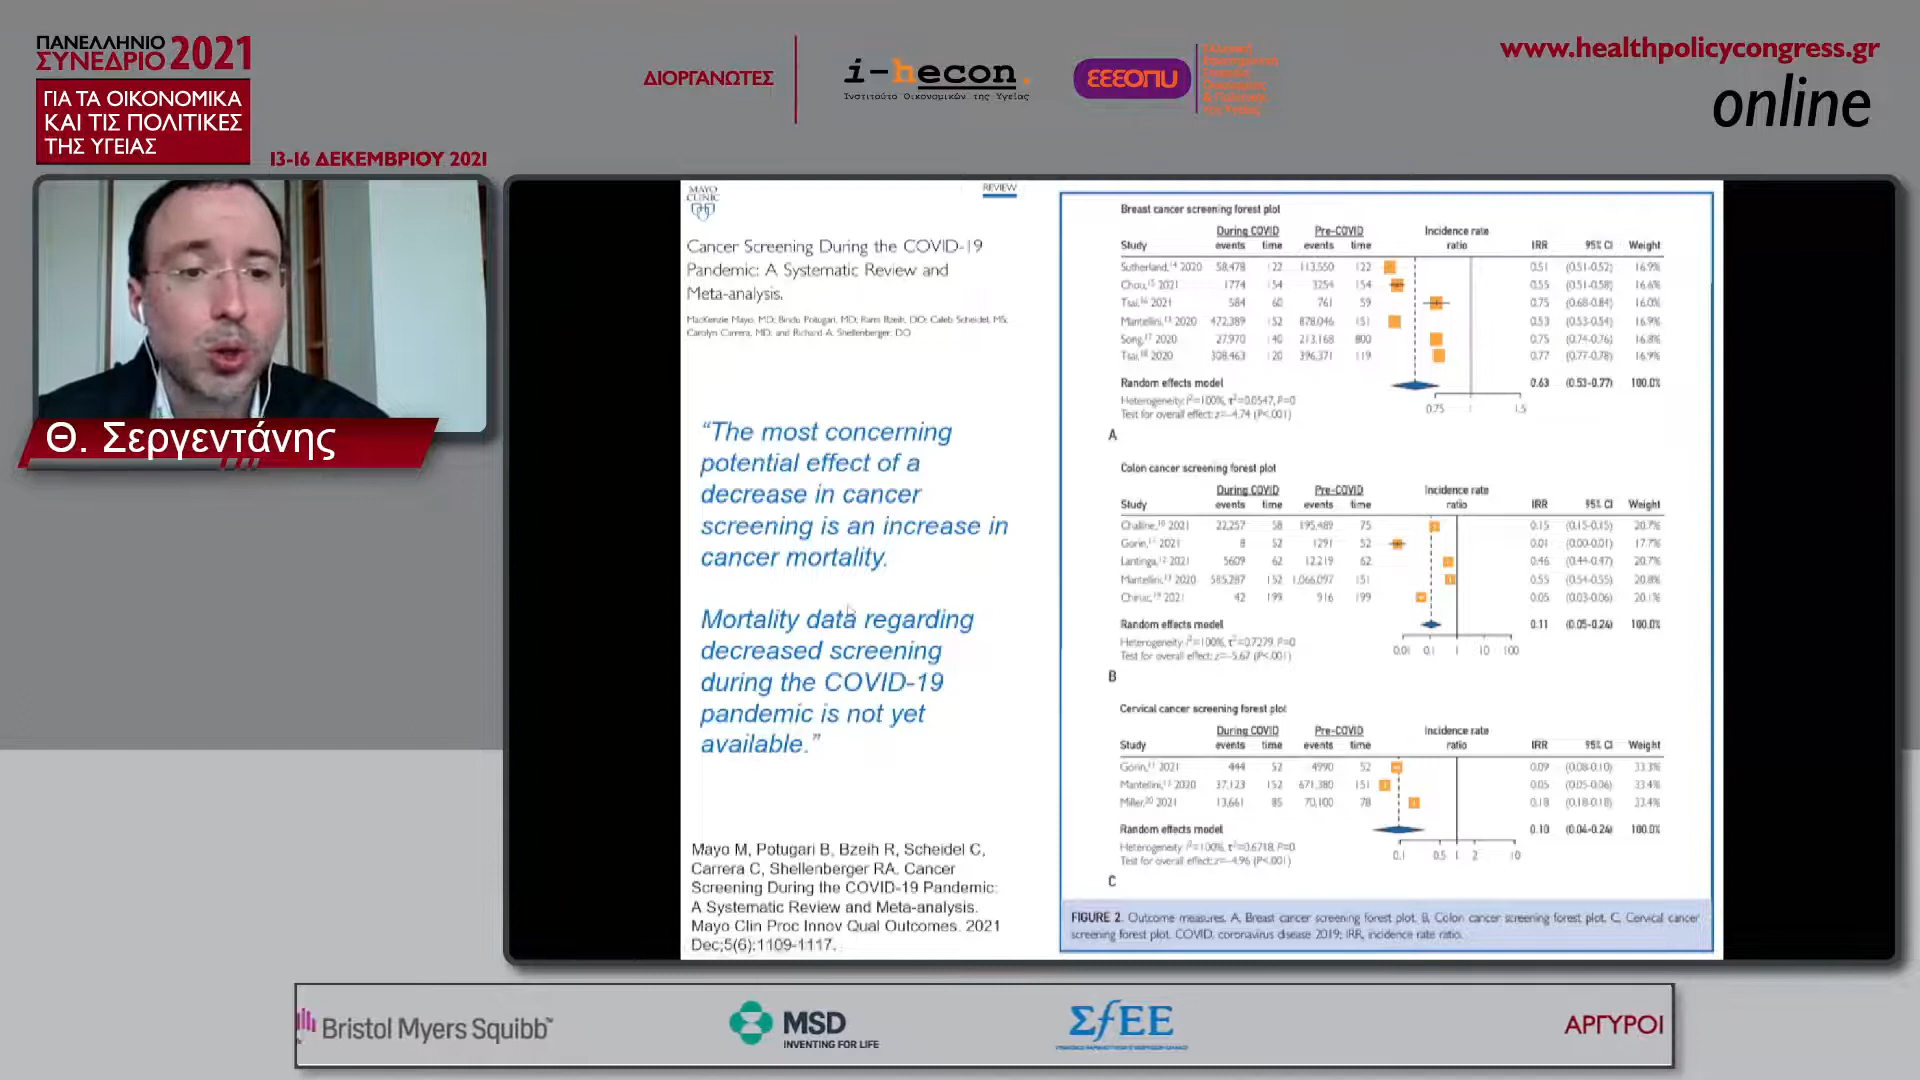 ΠΑΝΕΛΛΗΝΙΟ
ΣΥΝΕΔΡΙΟ 2021
ΓΙΑ ΤΑ ΟΙΚΟΝΟΜΙΚΑ
ΚΑΙ ΤΙΣ ΠΟΛΙΤΙΚΕΣ
ΤΗΣ ΥΓΕΙΑΣ
13-16 ΔΕΚΕΜΒΡΙΟΥ 2021
ΔΙΟΡΓΑΝΩΤΕΣ
i-hecon.
Ινστιτούτο Οικονομικών της Υγείας
ΕΕΕΟΠΥ
www.healthpolicycongress.gr
online
Θ. Σεργεντάνης
MAYO
CLINIC
REVIEW
Cancer Screening During the COVID-19
Pandemic: A Systematic Review and
Meta-analysis.
MacKenzie Mayo, MD; Bindu Potugari, MD; Rami Bzeih, DO; Caleb Scheidel, MS;
Carolyn Carrera, MD; and Richard A. Shellenberger, DO
“The most concerning
potential effect of a
decrease in cancer
screening is an increase in
cancer mortality.
Mortality data regarding
decreased screening
during the COVID-19
pandemic is not yet
available.”
Mayo M, Potugari B, Bzeih R, Scheidel C,
Carrera C, Shellenberger RA. Cancer
Screening During the COVID-19 Pandemic:
A Systematic Review and Meta-analysis.
Mayo Clin Proc Innov Qual Outcomes. 2021
Dec;5(6):1109-1117.
Breast cancer screening forest plot
During COVID Pre-COVID Incidence rate
Study events time events time ratio IRR 95% CI Weight
Sutherland,14 2020 58,478 122 113,550 122 0.51 (0.51-0.52) 16.9%
Chou,15 2021 1774 154 3254 154 0.55 (0.51-0.58) 16.6%
Tsai,16 2021 584 60 761 59 0.75 (0.68-0.84) 16.0%
Mantellini,13 2020 472,389 152 878,046 151 0.53 (0.53-0.54) 16.9%
Song,17 2020 27,970 140 213,168 800 0.75 (0.74-0.76) 16.8%
Tsai,18 2020 308,463 120 396,371 119 0.77 (0.77-0.78) 16.9%
Random effects model 0.63 (0.53-0.77) 100.0%
Heterogeneity: I²=100%, τ²=0.0547, P=0
Test for overall effect: z=–4.74 (P<.001)
0.75 1 1.5
A
Colon cancer screening forest plot
During COVID Pre-COVID Incidence rate
Study events time events time ratio IRR 95% CI Weight
Challine,10 2021 22,257 58 195,489 75 0.15 (0.15-0.15) 20.7%
Gorin,11 2021 8 52 1291 52 0.01 (0.00-0.01) 17.7%
Lantinga,12 2021 5609 62 12,219 62 0.46 (0.44-0.47) 20.7%
Mantellini,13 2020 585,287 152 1,066,097 151 0.55 (0.54-0.55) 20.8%
2021 42 199 916 199 0.05 (0.03-0.06) 20.1%
Random effects model 0.11 (0.05-0.24) 100.0%
Heterogeneity: I²=100%, τ²=0.7279, P=0
Test for overall effect: z=–5.67 (P<.001)
0.01 0.1 1 10 100
B
Cervical cancer screening forest plot
During COVID Pre-COVID Incidence rate
Study events time events time ratio IRR 95% CI Weight
Gorin,11 2021 444 52 4990 52 0.09 (0.08-0.10) 33.3%
Mantellini,13 2020 37,123 152 671,380 151 0.05 (0.05-0.06) 33.4%
Miller,20 2021 13,661 85 70,100 78 0.18 (0.18-0.18) 33.4%
Random effects model 0.10 (0.04-0.24) 100.0%
Heterogeneity: I²=100%, τ²=0.6718, P=0
Test for overall effect: z=–4.96 (P<.001)
0.1 0.5 1 2 10
C
FIGURE 2. Outcome measures. A, Breast cancer screening forest plot. B, Colon cancer screening forest plot. C, Cervical cancer
screening forest plot. COVID, coronavirus disease 2019; IRR, incidence rate ratio.
Bristol Myers Squibb™
MSD
INVENTING FOR LIFE
ΣfΕΕ
ΑΡΓΥΡΟΙ